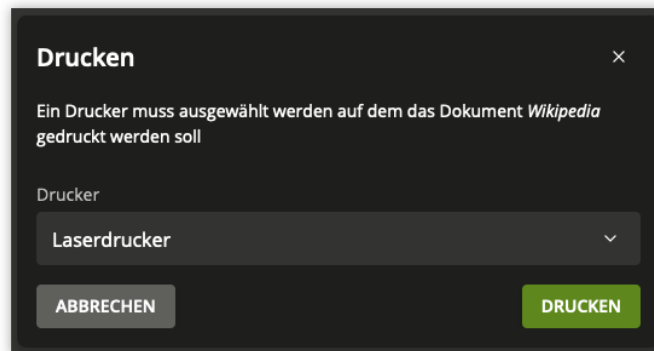 Drucken
Ein Drucker muss ausgewählt werden auf dem das Dokument Wikipedia
gedruckt werden soll
Drucker
Laserdrucker
ABBRECHEN
DRUCKEN